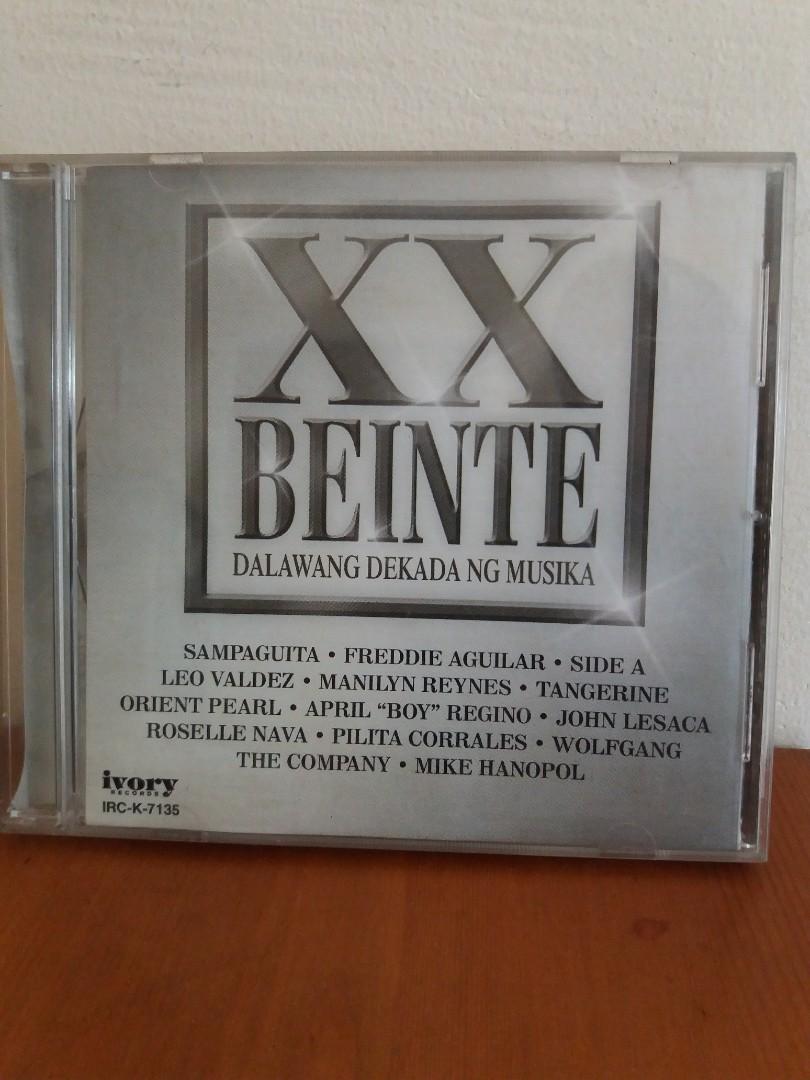 XX
BEINTE
DALAWANG DEKADA NG MUSIKA
SAMPAGUITA • FREDDIE AGUILAR • SIDE A
LEO VALDEZ • MANILYN REYNES • TANGERINE
ORIENT PEARL • APRIL “BOY” REGINO • JOHN LESACA
ROSELLE NAVA • PILITA CORRALES • WOLFGANG
THE COMPANY • MIKE HANOPOL
ivory
RECORDS
IRC-K-7135